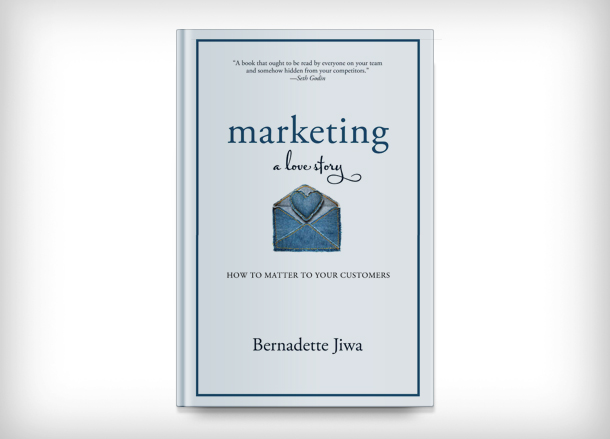 "A book that ought to be read by everyone on your team
and somehow hidden from your competitors."
—Seth Godin
marketing
a love story
HOW TO MATTER TO YOUR CUSTOMERS
Bernadette Jiwa